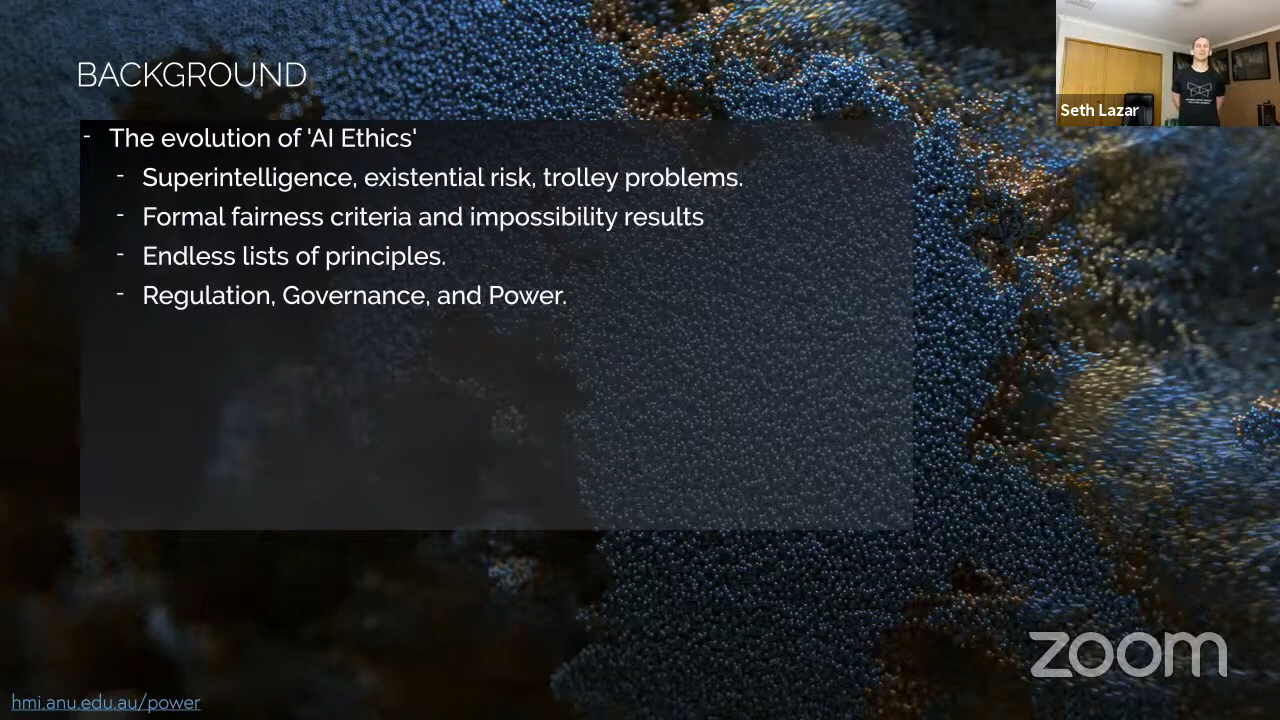 BACKGROUND
- The evolution of 'AI Ethics'
- Superintelligence, existential risk, trolley problems.
- Formal fairness criteria and impossibility results
- Endless lists of principles.
- Regulation, Governance, and Power.
Seth Lazar
zoom
hmi.anu.edu.au/power